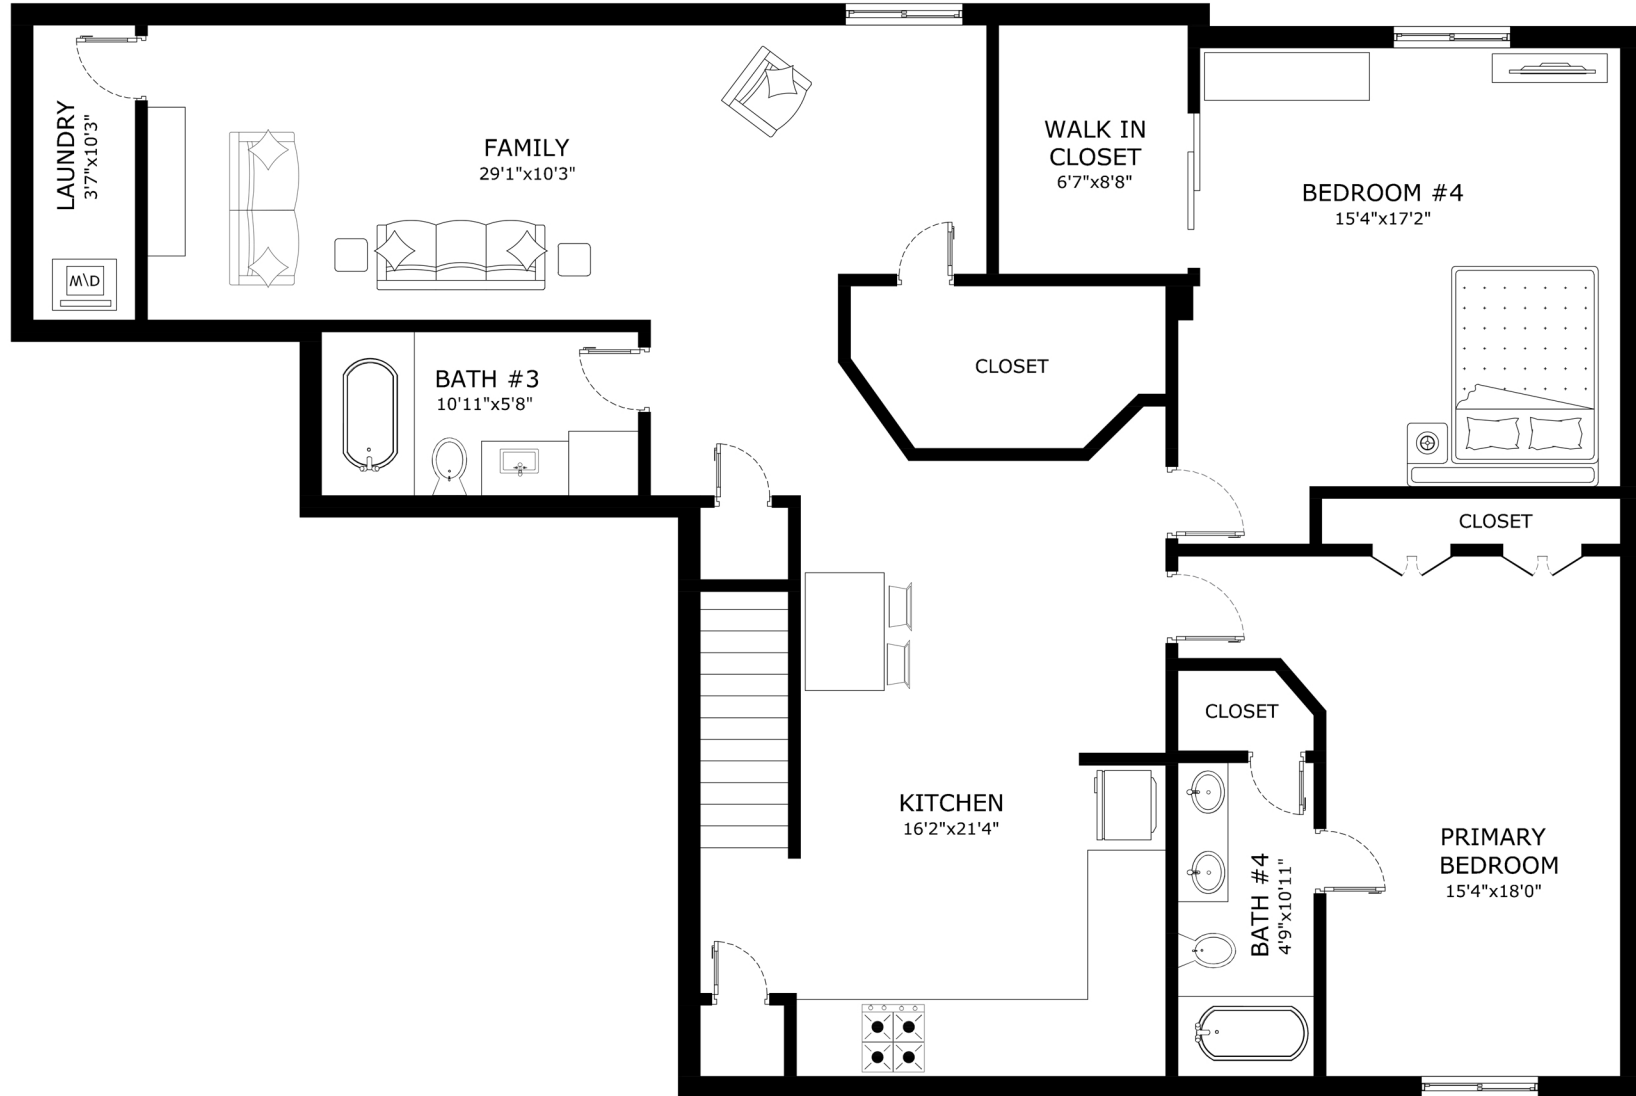 LAUNDRY
3'7"x10'3"
M\D
FAMILY
29'1"x10'3"
WALK IN
CLOSET
6'7"x8'8"
BEDROOM #4
15'4"x17'2"
BATH #3
10'11"x5'8"
CLOSET
CLOSET
CLOSET
KITCHEN
16'2"x21'4"
BATH #4
4'9"x10'11"
PRIMARY
BEDROOM
15'4"x18'0"